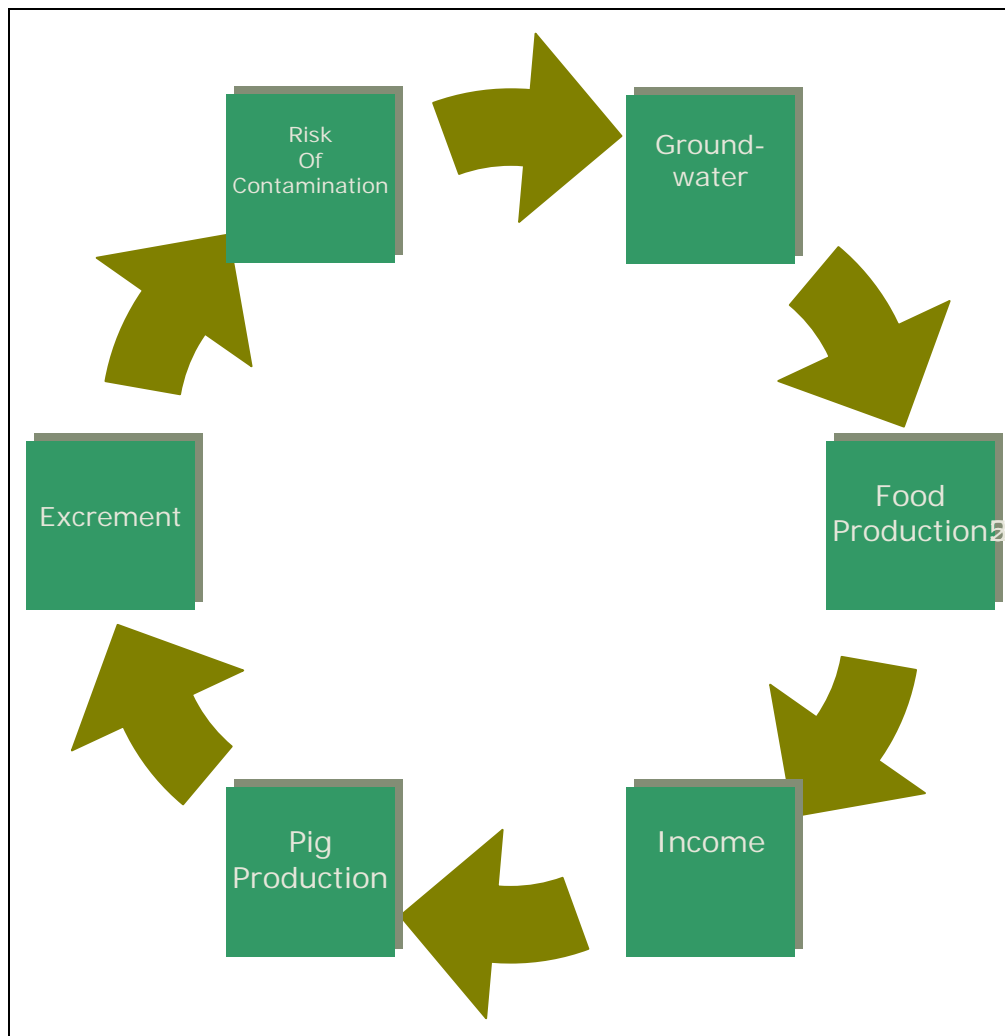 Risk
Of
Contamination
Ground-
water
Food
Production
Income
Pig
Production
Excrement